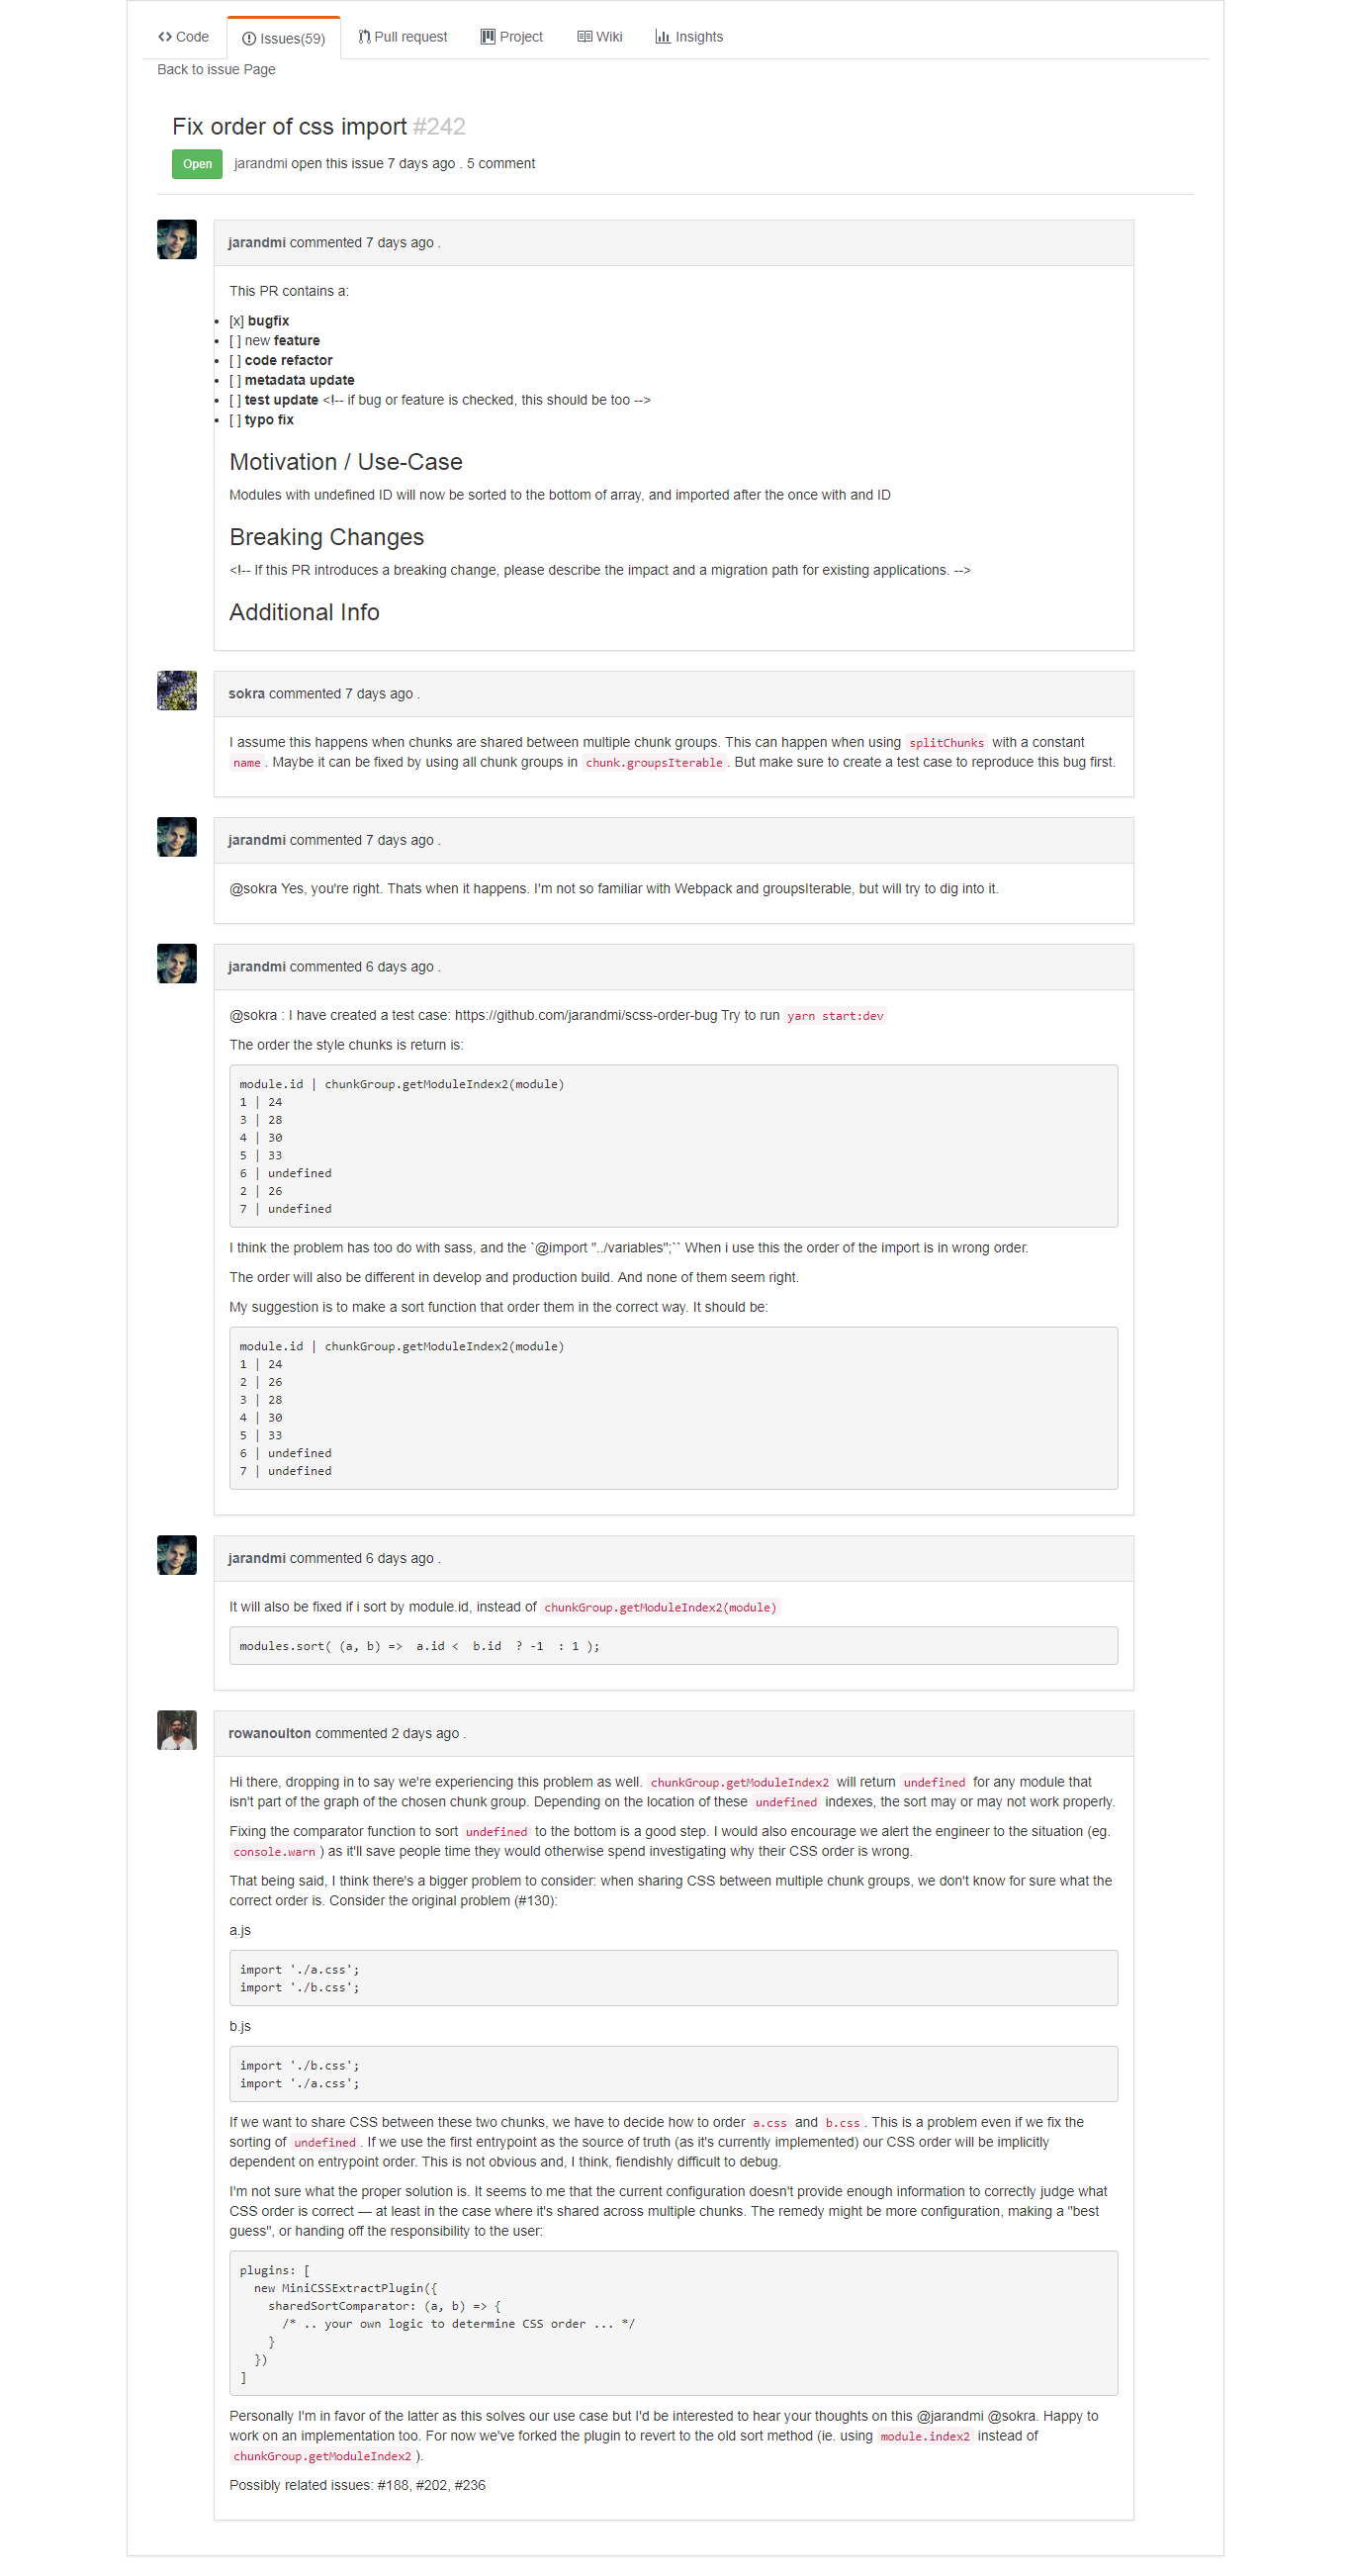 Code
Issues(59)
Pull request
Project
Wiki
Insights
Back to issue Page
Fix order of css import #242
Open
jarandmi open this issue 7 days ago . 5 comment
jarandmi commented 7 days ago .
This PR contains a:
• [x] bugfix
• [ ] new feature
• [ ] code refactor
• [ ] metadata update
• [ ] test update <!-- if bug or feature is checked, this should be too -->
• [ ] typo fix
Motivation / Use-Case
Modules with undefined ID will now be sorted to the bottom of array, and imported after the once with and ID
Breaking Changes
<!-- If this PR introduces a breaking change, please describe the impact and a migration path for existing applications. -->
Additional Info
sokra commented 7 days ago .
I assume this happens when chunks are shared between multiple chunk groups. This can happen when using splitChunks with a constant
name . Maybe it can be fixed by using all chunk groups in chunk.groupsIterable . But make sure to create a test case to reproduce this bug first.
jarandmi commented 7 days ago .
@sokra Yes, you're right. Thats when it happens. I'm not so familiar with Webpack and groupsIterable, but will try to dig into it.
jarandmi commented 6 days ago .
@sokra : I have created a test case: https://github.com/jarandmi/scss-order-bug Try to run yarn start:dev
The order the style chunks is return is:
module.id | chunkGroup.getModuleIndex2(module)
1 | 24
3 | 28
4 | 30
5 | 33
6 | undefined
2 | 26
7 | undefined
I think the problem has too do with sass, and the `@import "../variables";`` When i use this the order of the import is in wrong order.
The order will also be different in develop and production build. And none of them seem right.
My suggestion is to make a sort function that order them in the correct way. It should be:
module.id | chunkGroup.getModuleIndex2(module)
1 | 24
2 | 26
3 | 28
4 | 30
5 | 33
6 | undefined
7 | undefined
jarandmi commented 6 days ago .
It will also be fixed if i sort by module.id, instead of chunkGroup.getModuleIndex2(module)
modules.sort( (a, b) =>  a.id <  b.id  ? -1  : 1 );
rowanoulton commented 2 days ago .
Hi there, dropping in to say we're experiencing this problem as well. chunkGroup.getModuleIndex2 will return undefined for any module that
isn't part of the graph of the chosen chunk group. Depending on the location of these undefined indexes, the sort may or may not work properly.
Fixing the comparator function to sort undefined to the bottom is a good step. I would also encourage we alert the engineer to the situation (eg.
console.warn ) as it'll save people time they would otherwise spend investigating why their CSS order is wrong.
That being said, I think there's a bigger problem to consider: when sharing CSS between multiple chunk groups, we don't know for sure what the
correct order is. Consider the original problem (#130):
a.js
import './a.css';
import './b.css';
b.js
import './b.css';
import './a.css';
If we want to share CSS between these two chunks, we have to decide how to order a.css and b.css . This is a problem even if we fix the
sorting of undefined . If we use the first entrypoint as the source of truth (as it's currently implemented) our CSS order will be implicitly
dependent on entrypoint order. This is not obvious and, I think, fiendishly difficult to debug.
I'm not sure what the proper solution is. It seems to me that the current configuration doesn't provide enough information to correctly judge what
CSS order is correct — at least in the case where it's shared across multiple chunks. The remedy might be more configuration, making a "best
guess", or handing off the responsibility to the user:
plugins: [
  new MiniCSSExtractPlugin({
    sharedSortComparator: (a, b) => {
      /* .. your own logic to determine CSS order ... */
    }
  })
]
Personally I'm in favor of the latter as this solves our use case but I'd be interested to hear your thoughts on this @jarandmi @sokra. Happy to
work on an implementation too. For now we've forked the plugin to revert to the old sort method (ie. using module.index2 instead of
chunkGroup.getModuleIndex2 ).
Possibly related issues: #188, #202, #236